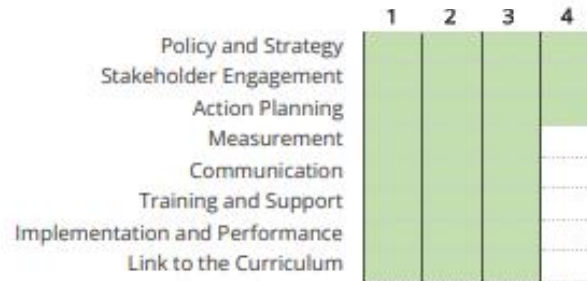 1 2 3 4
Policy and Strategy
Stakeholder Engagement
Action Planning
Measurement
Communication
Training and Support
Implementation and Performance
Link to the Curriculum